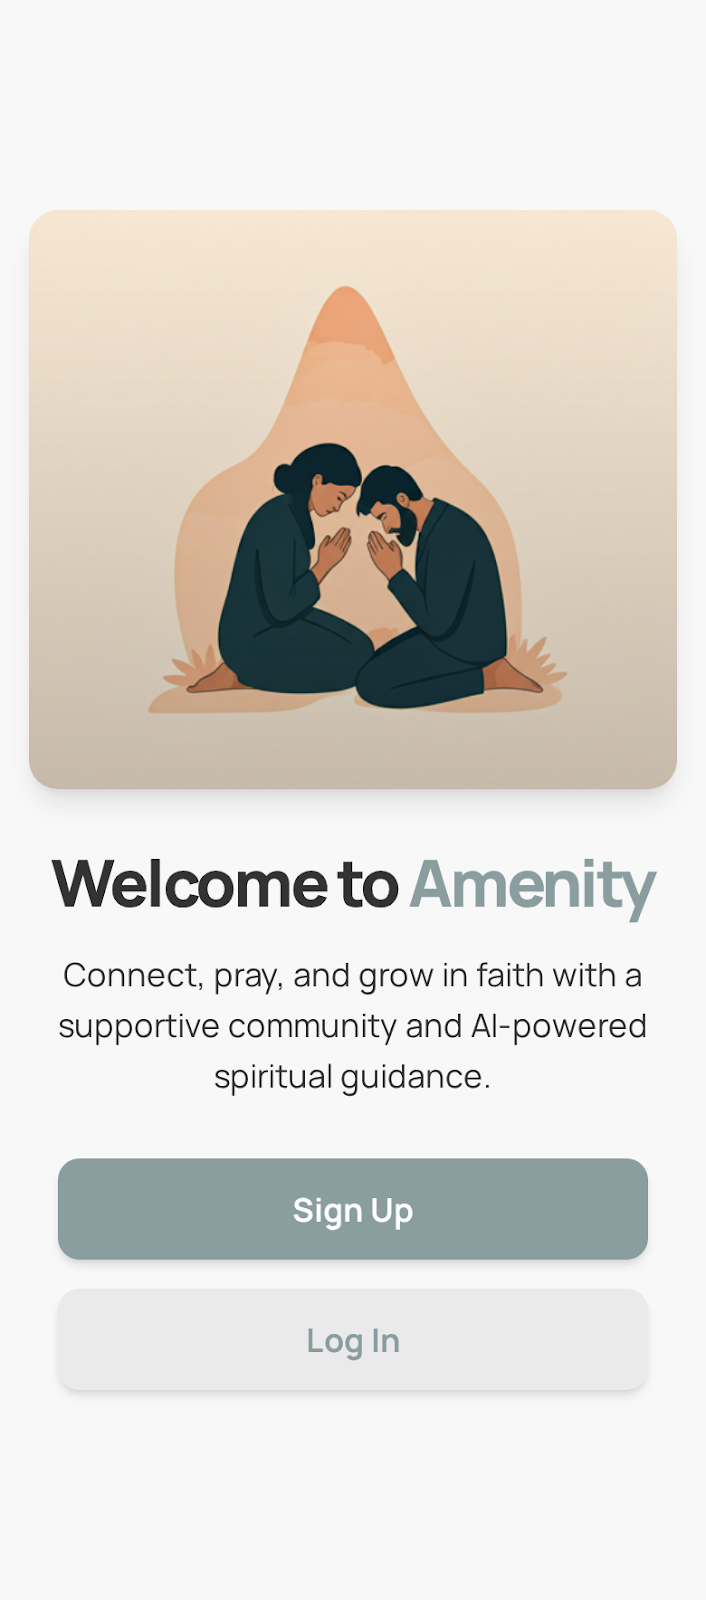 Welcome to Amenity
Connect, pray, and grow in faith with a
supportive community and AI-powered
spiritual guidance.
Sign Up
Log In